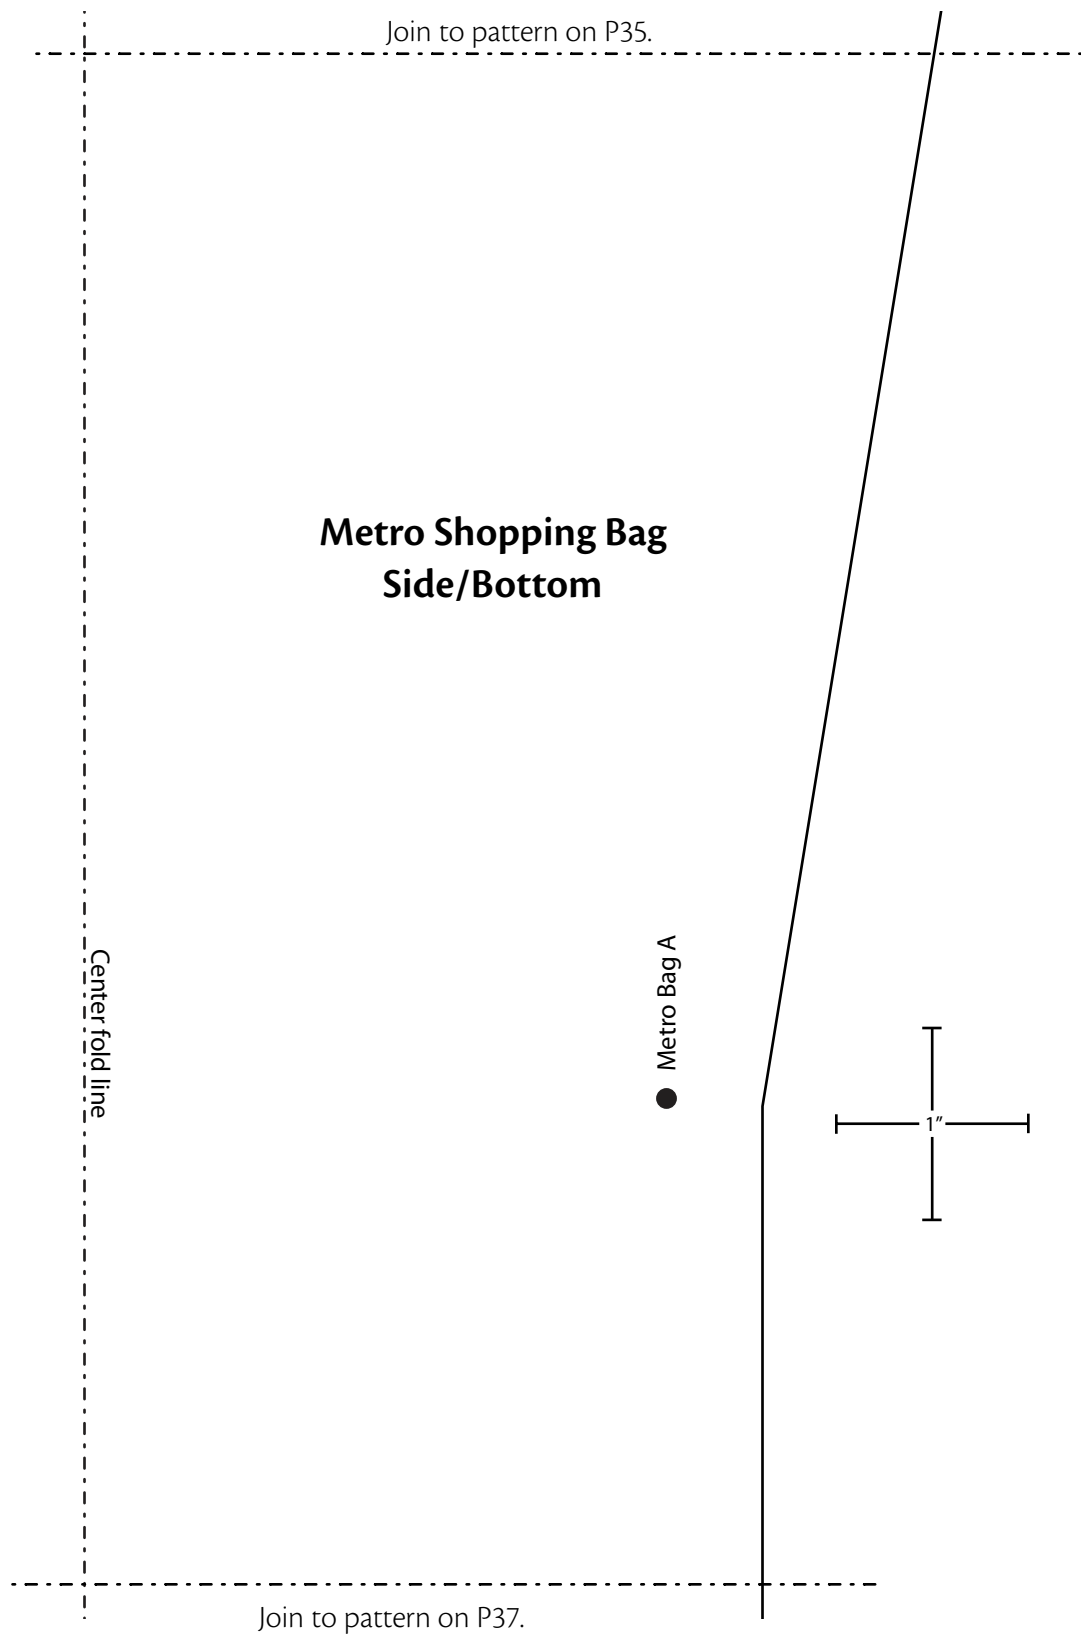 Join to pattern on P35.
Metro Shopping Bag
Side/Bottom
Metro Bag A
Center fold line
1″
Join to pattern on P37.